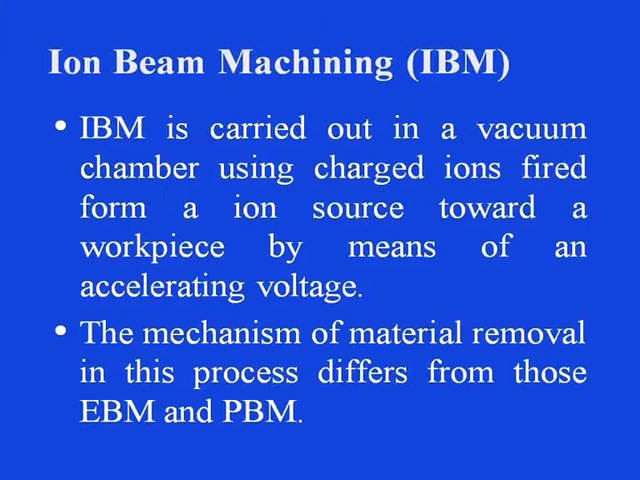 Ion Beam Machining (IBM)
• IBM is carried out in a vacuum
chamber using charged ions fired
form a ion source toward a
workpiece by means of an
accelerating voltage.
• The mechanism of material removal
in this process differs from those
EBM and PBM.